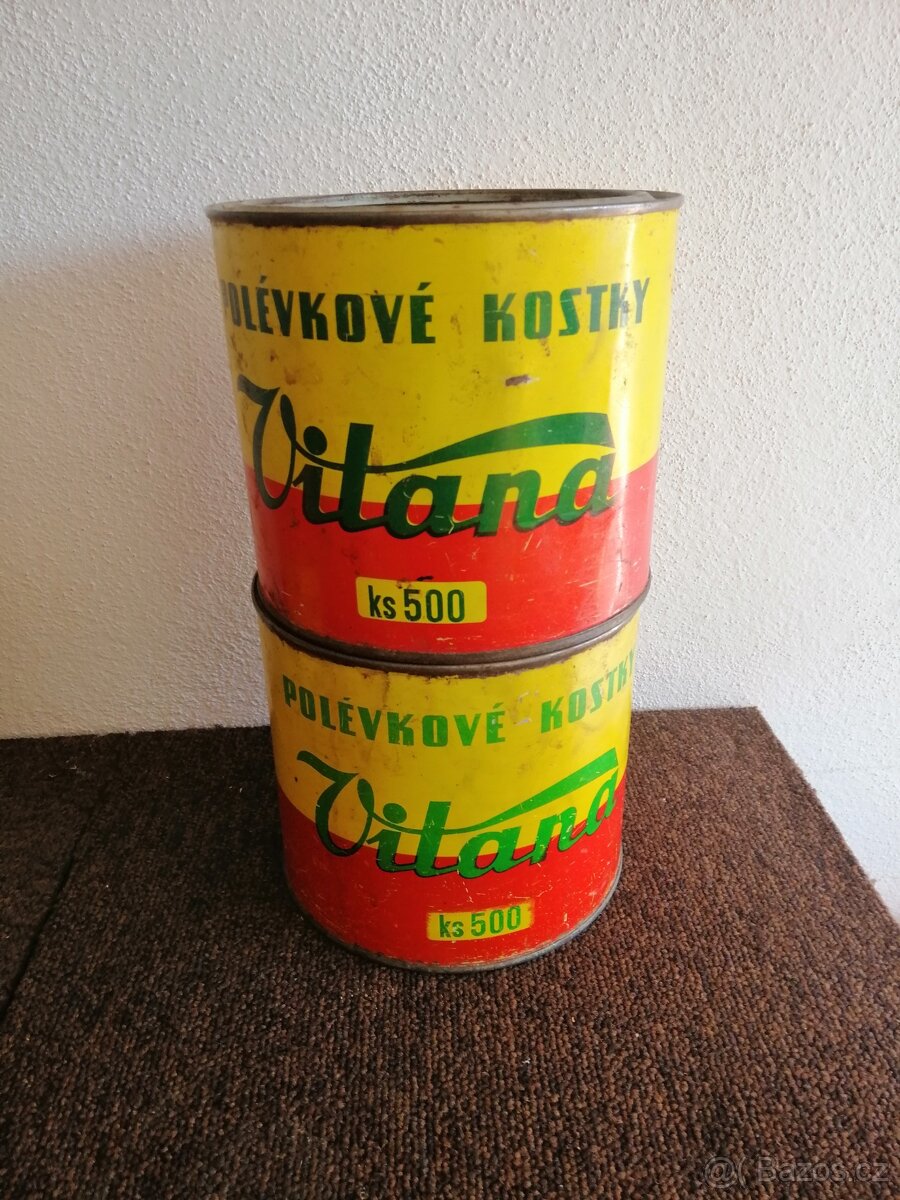 POLÉVKOVÉ KOSTKY
Vitana
ks 500
POLÉVKOVÉ KOSTKY
Vitana
ks 500
@( Bazos.cz